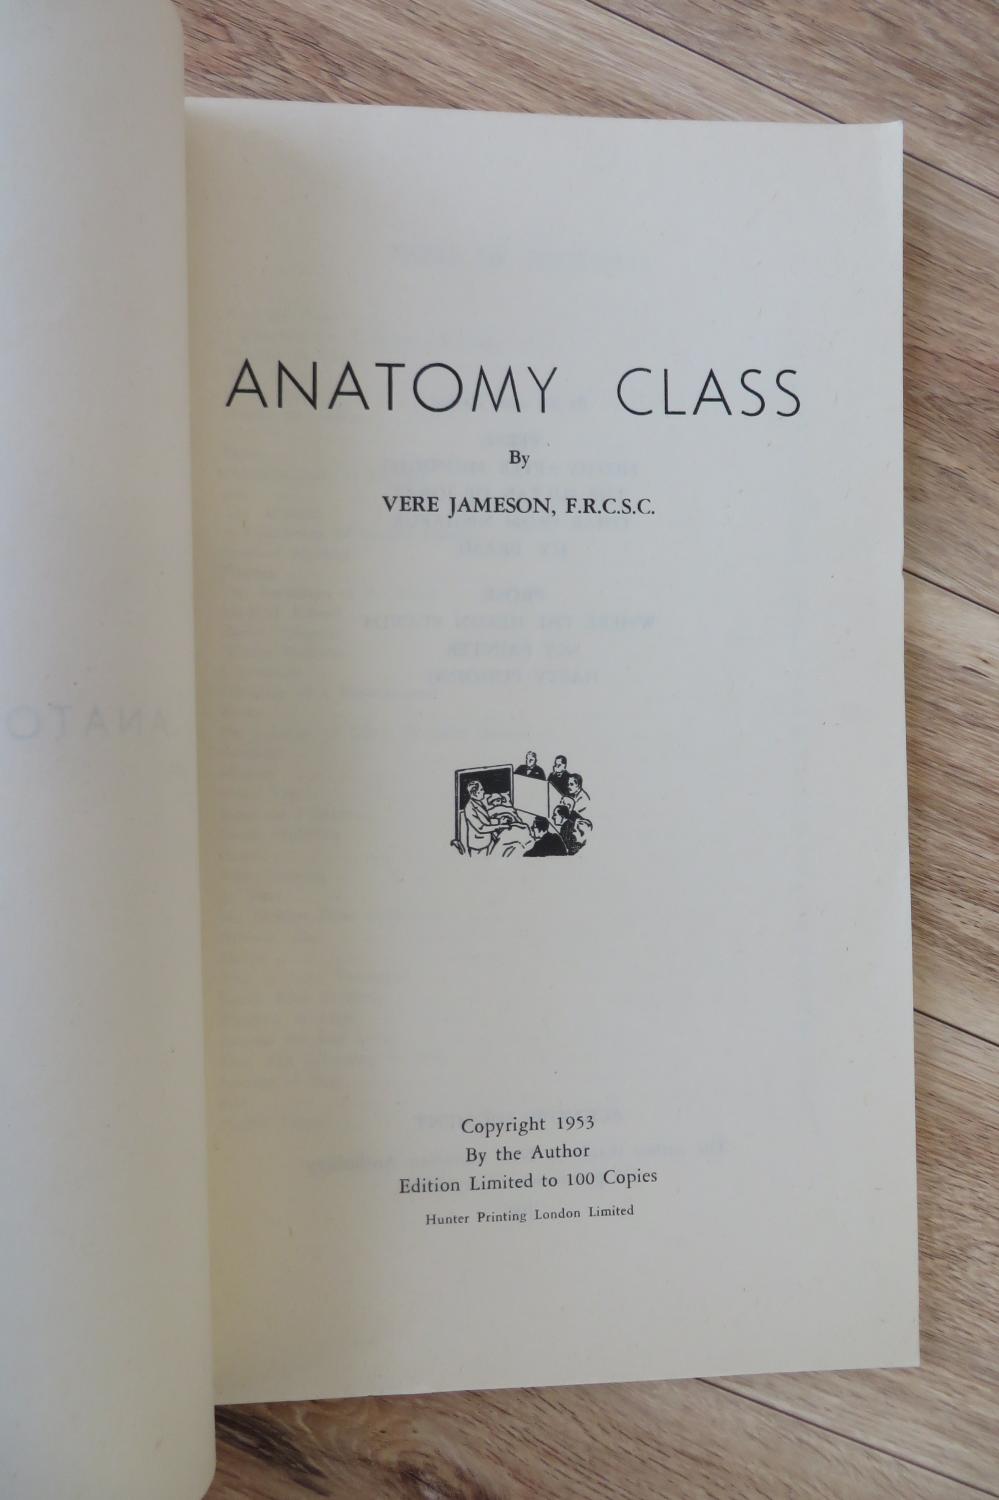 ANATOMY CLASS
By
VERE JAMESON, F.R.C.S.C.
Copyright 1953
By the Author
Edition Limited to 100 Copies
Hunter Printing London Limited